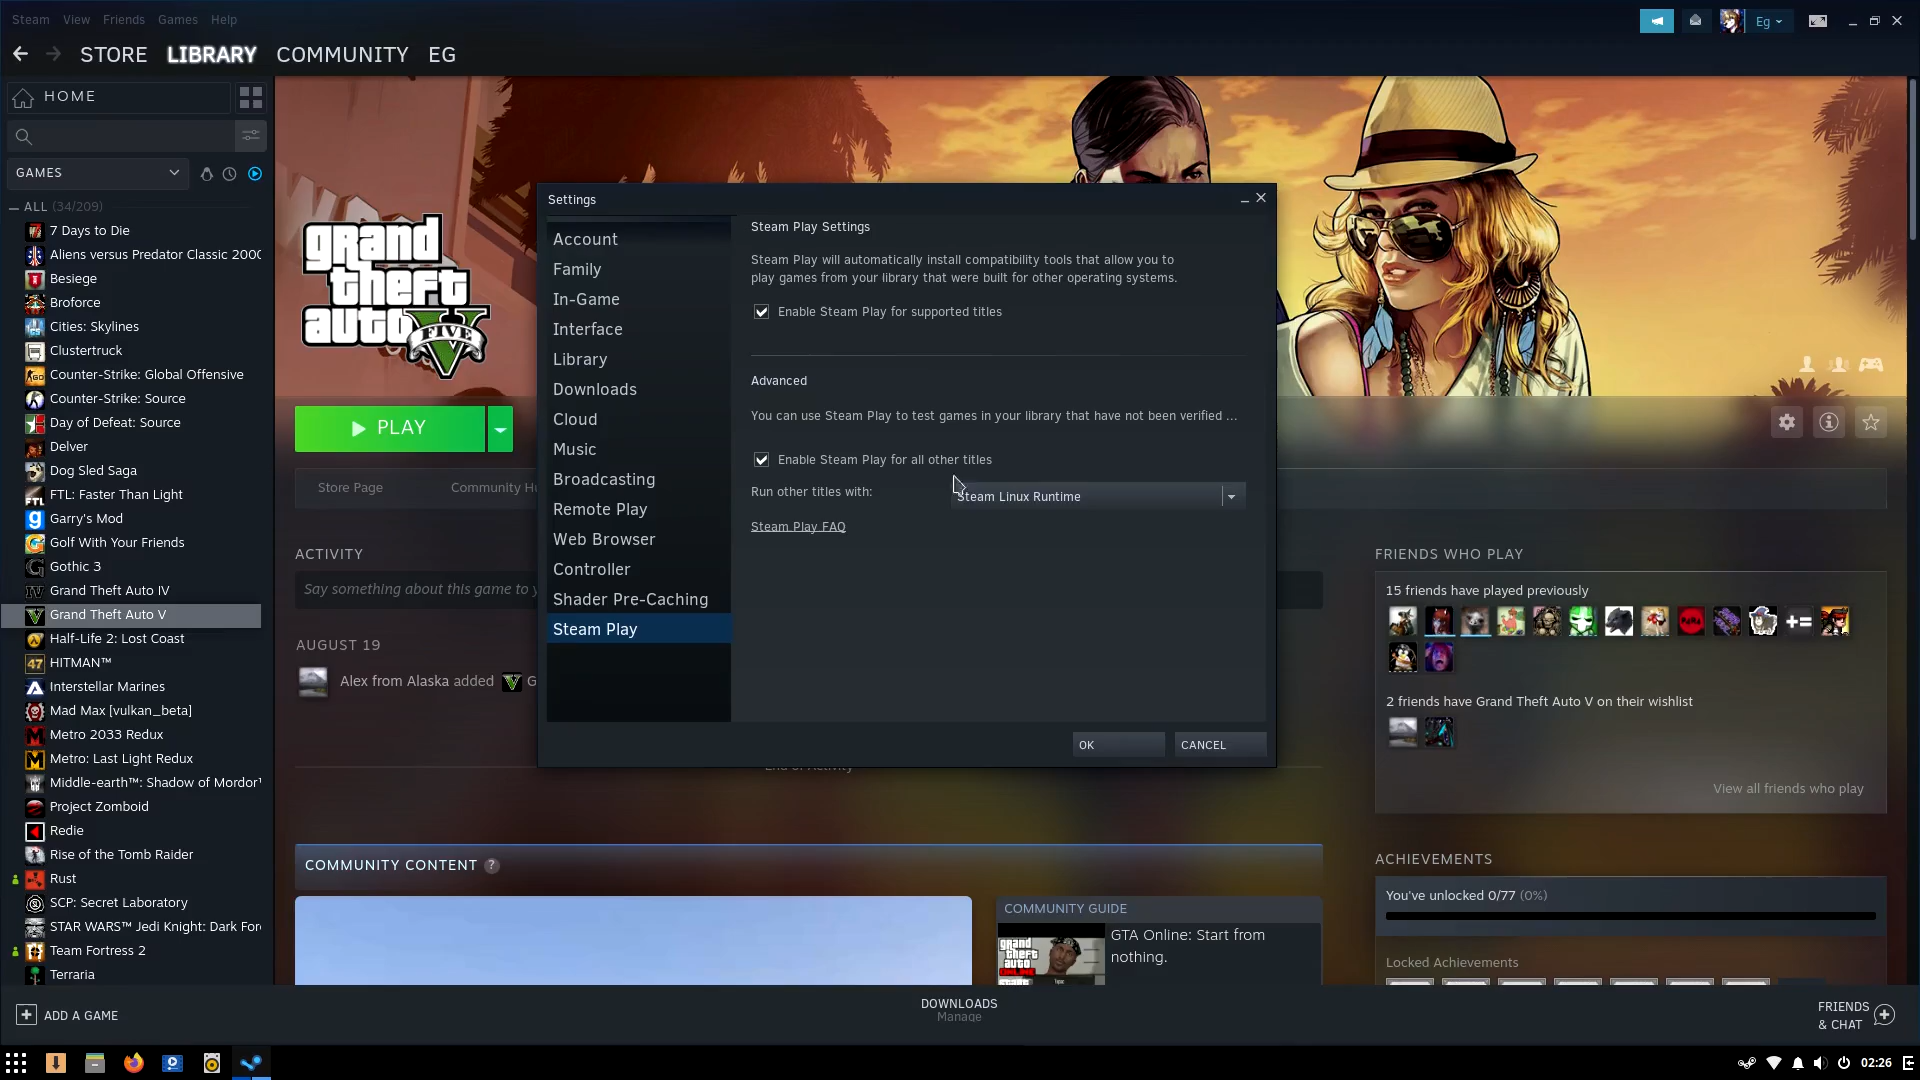 Steam View Friends Games Help
Eg
STORE LIBRARY COMMUNITY EG
HOME
GAMES
ALL (34/209)
7 Days to Die
Aliens versus Predator Classic 2000
Besiege
Broforce
Cities: Skylines
Clustertruck
Counter-Strike: Global Offensive
Counter-Strike: Source
Day of Defeat: Source
Delver
Dog Sled Saga
FTL: Faster Than Light
Garry's Mod
Golf With Your Friends
Gothic 3
Grand Theft Auto IV
Grand Theft Auto V
Half-Life 2: Lost Coast
HITMAN™
Interstellar Marines
Mad Max [vulkan_beta]
Metro 2033 Redux
Metro: Last Light Redux
Middle-earth™: Shadow of Mordor
Project Zomboid
Redie
Rise of the Tomb Raider
Rust
SCP: Secret Laboratory
STAR WARS™ Jedi Knight: Dark For
Team Fortress 2
Terraria
ADD A GAME
grand
theft
auto
FIVE
PLAY
Store Page
Community Hu
ACTIVITY
Say something about this game to y
AUGUST 19
Alex from Alaska added G
End of Activity
Settings
Account
Family
In-Game
Interface
Library
Downloads
Cloud
Music
Broadcasting
Remote Play
Web Browser
Controller
Shader Pre-Caching
Steam Play
Steam Play Settings
Steam Play will automatically install compatibility tools that allow you to
play games from your library that were built for other operating systems.
Enable Steam Play for supported titles
Advanced
You can use Steam Play to test games in your library that have not been verified ...
Enable Steam Play for all other titles
Run other titles with:
Steam Linux Runtime
Steam Play FAQ
OK
CANCEL
COMMUNITY CONTENT ?
COMMUNITY GUIDE
GTA Online: Start from
nothing.
FRIENDS WHO PLAY
15 friends have played previously
2 friends have Grand Theft Auto V on their wishlist
View all friends who play
ACHIEVEMENTS
You've unlocked 0/77 (0%)
Locked Achievements
DOWNLOADS
Manage
FRIENDS
& CHAT
02:26